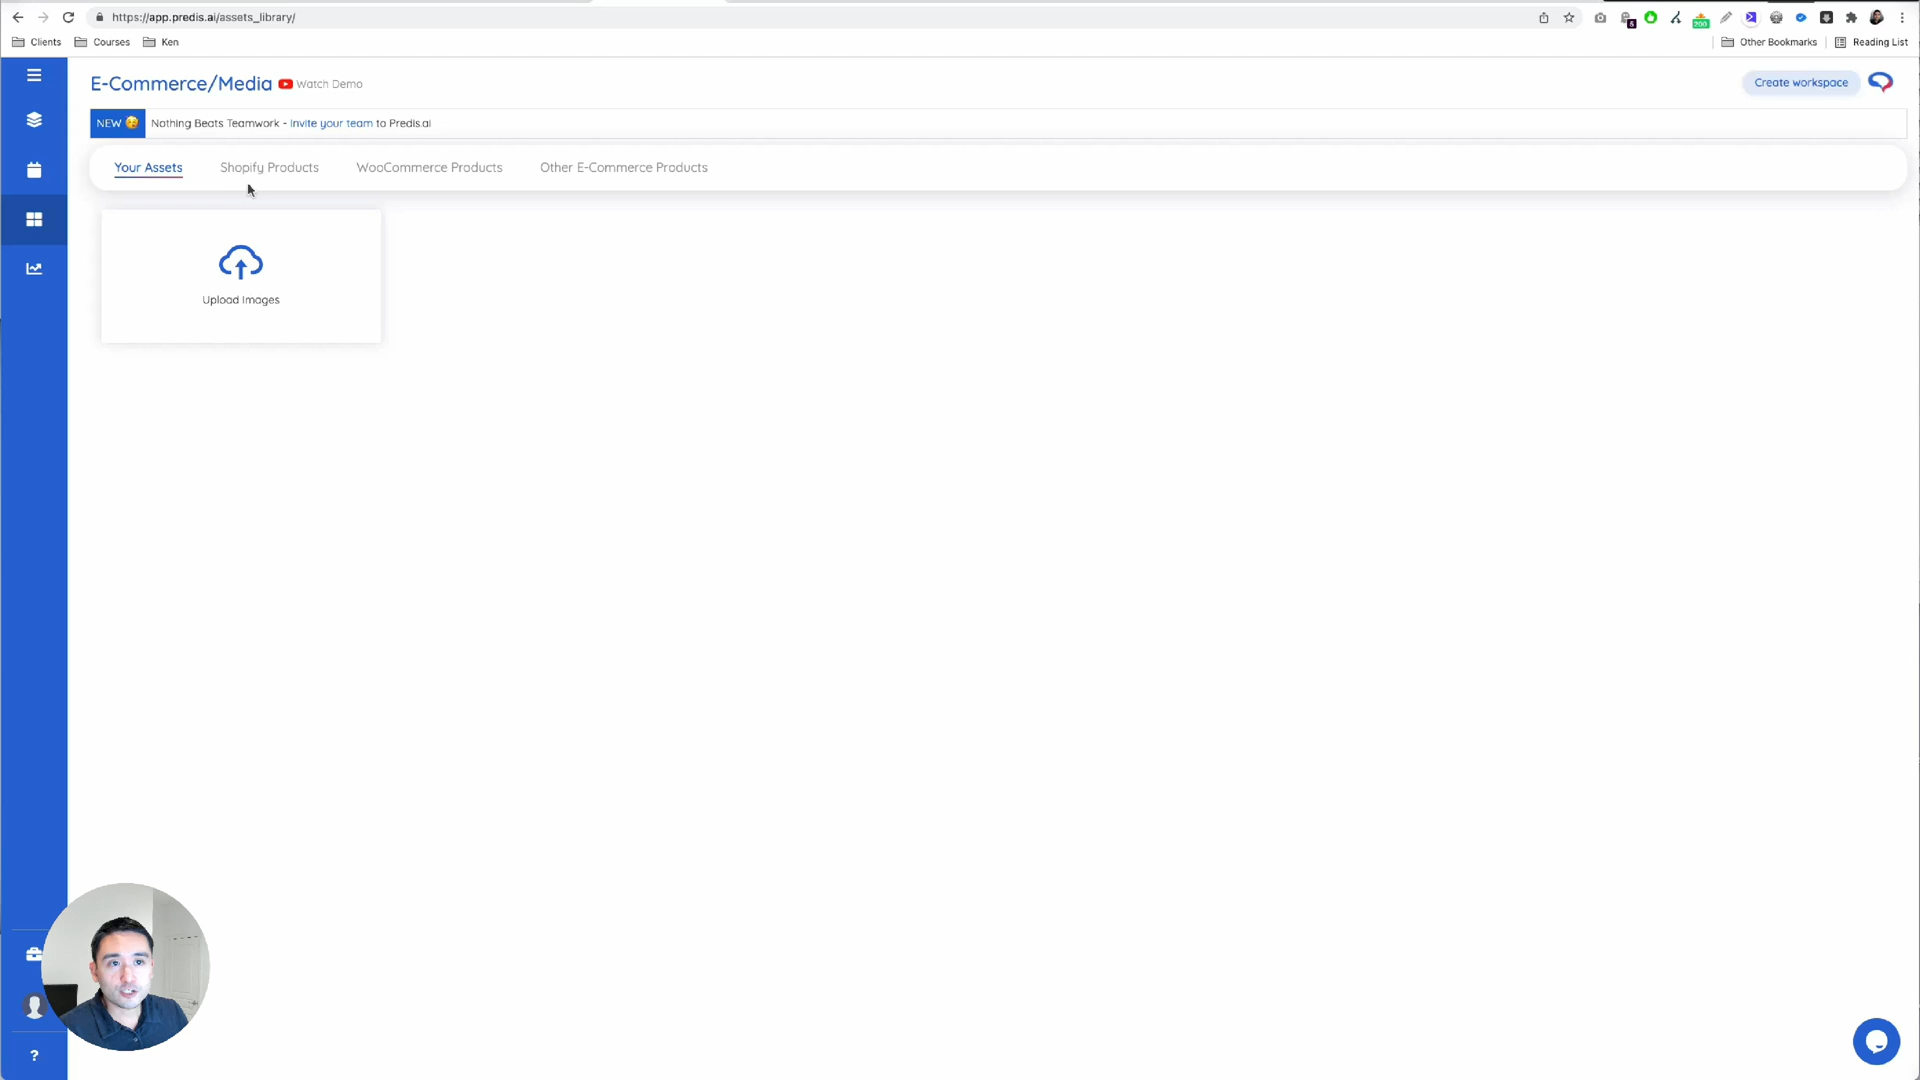 https://app.predis.ai/assets_library/
Clients Courses Ken Other Bookmarks Reading List
E-Commerce/Media Watch Demo Create workspace
NEW Nothing Beats Teamwork - Invite your team to Predis.ai
Your Assets Shopify Products WooCommerce Products Other E-Commerce Products
Upload Images
200
?